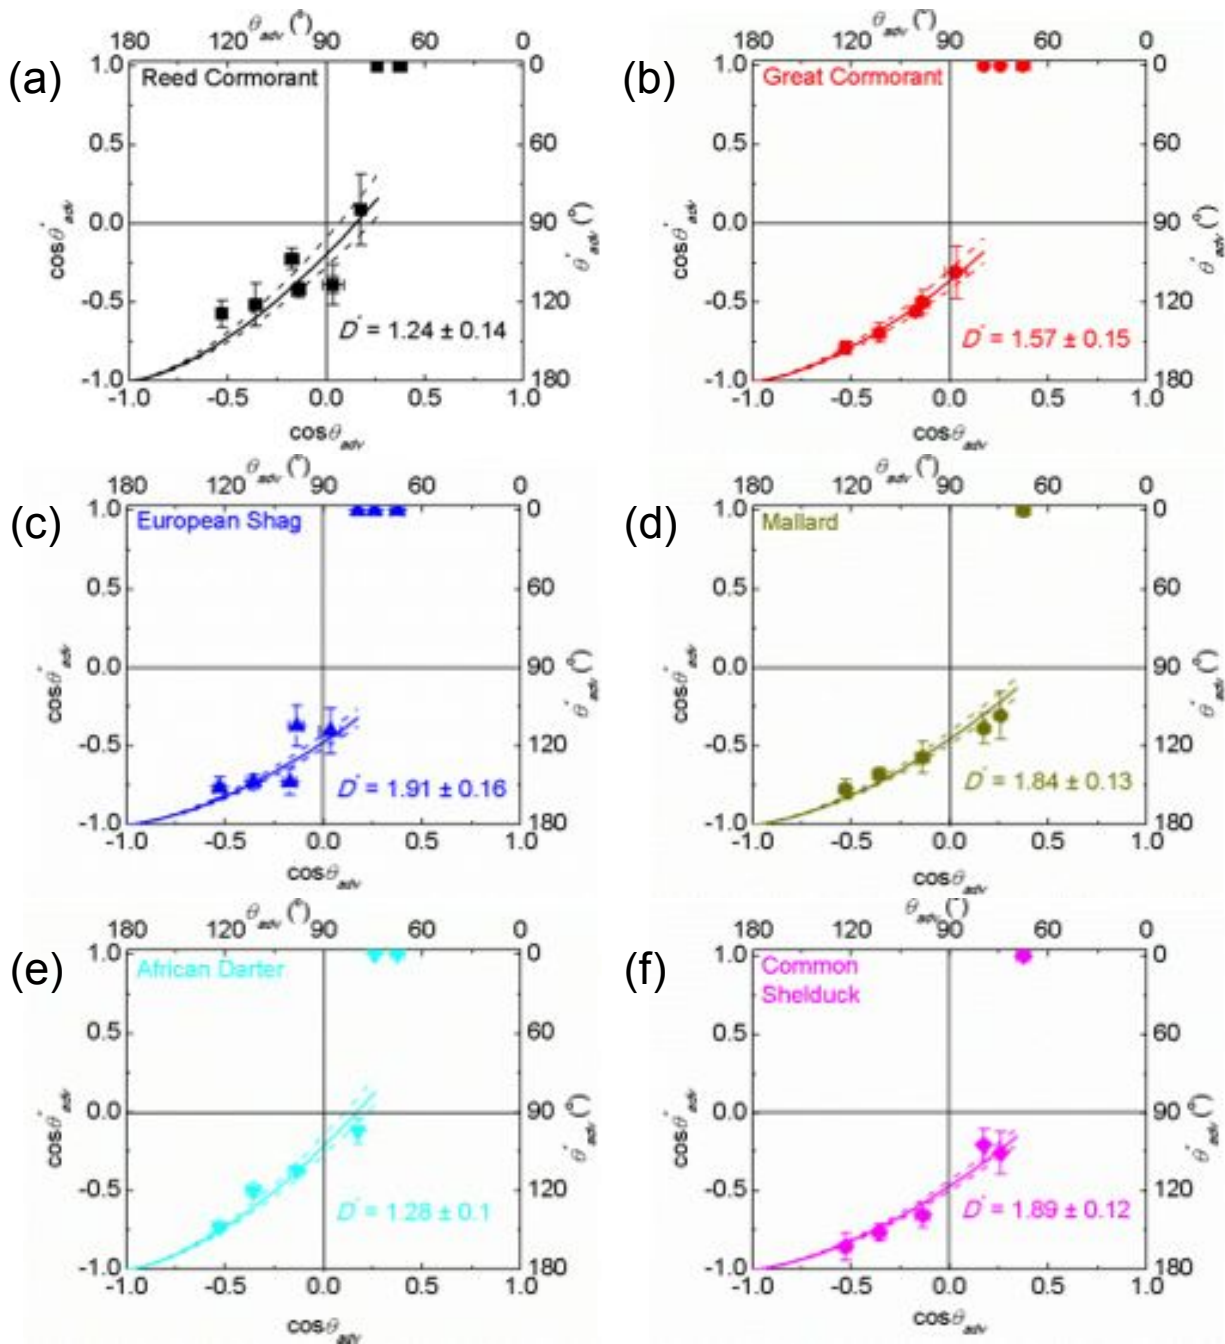 (a)
θadv (°)
180 120 90 60 0
Reed Cormorant
1.0 0.5 0.0 -0.5 -1.0
cosθ*adv
0 60 90 120 180
θ*adv (°)
D* = 1.24 ± 0.14
-1.0 -0.5 0.0 0.5 1.0
cosθadv
(b)
θadv (°)
180 120 90 60 0
Great Cormorant
1.0 0.5 0.0 -0.5 -1.0
cosθ*adv
0 60 90 120 180
θ*adv (°)
D* = 1.57 ± 0.15
-1.0 -0.5 0.0 0.5 1.0
cosθadv
(c)
θadv (°)
180 120 90 60 0
European Shag
1.0 0.5 0.0 -0.5 -1.0
cosθ*adv
0 60 90 120 180
θ*adv (°)
D* = 1.91 ± 0.16
-1.0 -0.5 0.0 0.5 1.0
cosθadv
(d)
θadv (°)
180 120 90 60 0
Mallard
1.0 0.5 0.0 -0.5 -1.0
cosθ*adv
0 60 90 120 180
θ*adv (°)
D* = 1.84 ± 0.13
-1.0 -0.5 0.0 0.5 1.0
cosθadv
(e)
θadv (°)
180 120 90 60 0
African Darter
1.0 0.5 0.0 -0.5 -1.0
cosθ*adv
0 60 90 120 180
θ*adv (°)
D* = 1.28 ± 0.1
-1.0 -0.5 0.0 0.5 1.0
cosθadv
(f)
θadv (°)
180 120 90 60 0
Common
Shelduck
1.0 0.5 0.0 -0.5 -1.0
cosθ*adv
0 60 90 120 180
θ*adv (°)
D* = 1.89 ± 0.12
-1.0 -0.5 0.0 0.5 1.0
cosθadv